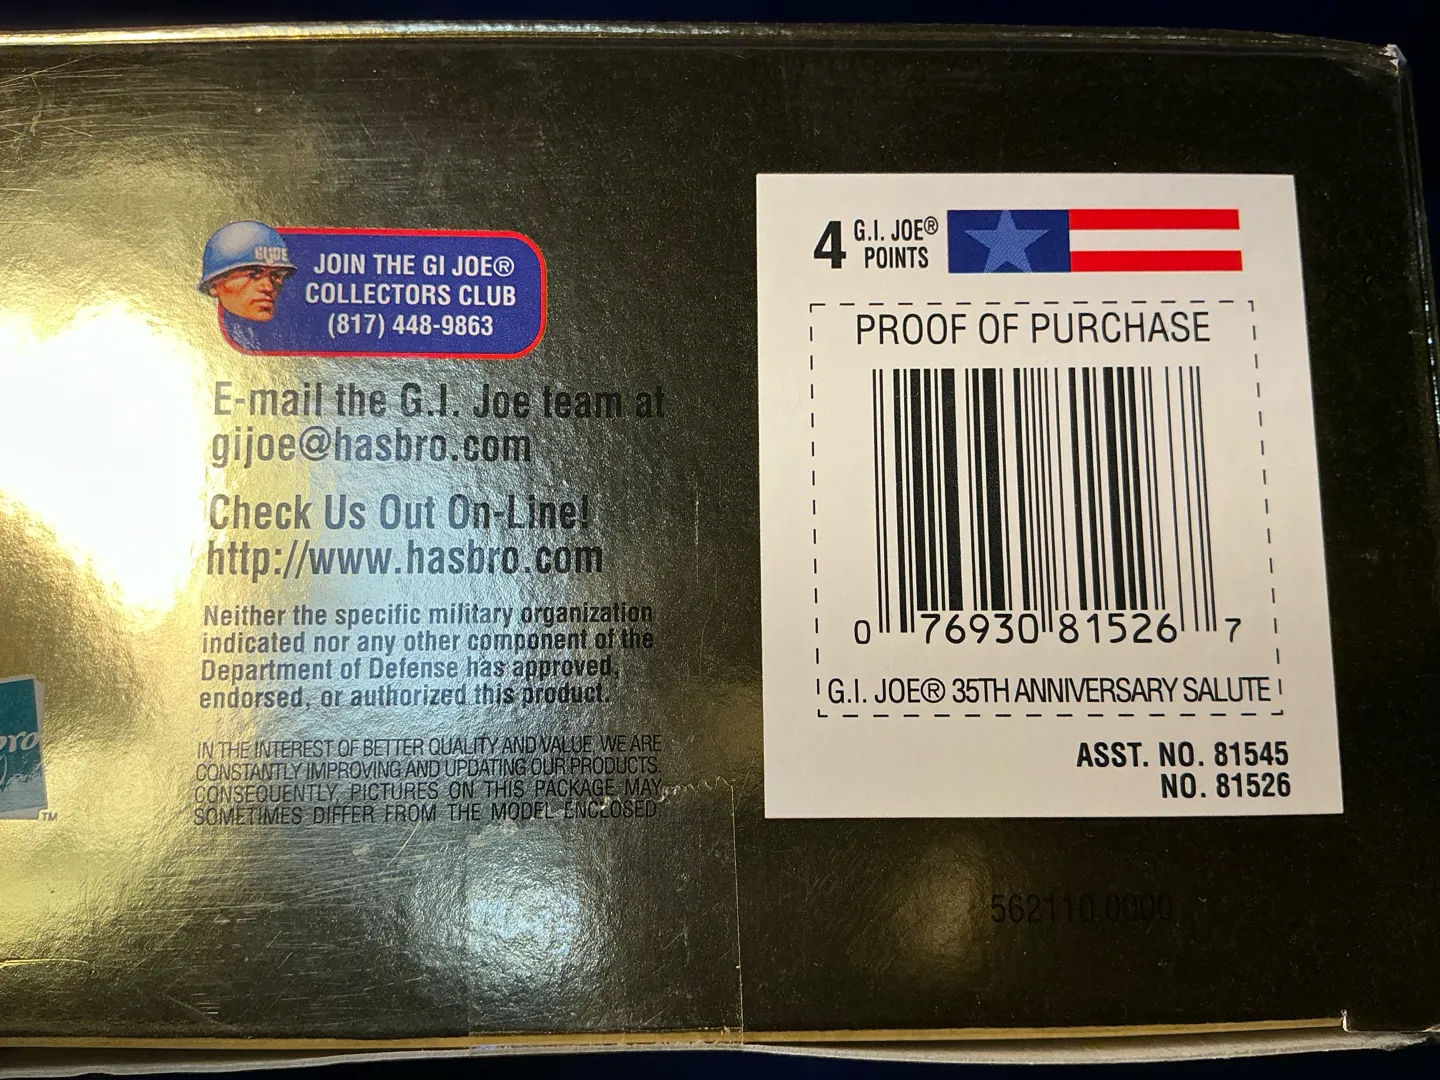 GIJOE
JOIN THE GI JOE®
COLLECTORS CLUB
(817) 448-9863
E-mail the G.I. Joe team at
gijoe@hasbro.com
Check Us Out On-Line!
http://www.hasbro.com
Neither the specific military organization
indicated nor any other component of the
Department of Defense has approved,
endorsed, or authorized this product.
IN THE INTEREST OF BETTER QUALITY AND VALUE, WE ARE
CONSTANTLY IMPROVING AND UPDATING OUR PRODUCTS.
CONSEQUENTLY, PICTURES ON THIS PACKAGE MAY
SOMETIMES DIFFER FROM THE MODEL ENCLOSED.
TM
4 G.I. JOE®
POINTS
PROOF OF PURCHASE
0 76930 81526 7
G.I. JOE® 35TH ANNIVERSARY SALUTE
ASST. NO. 81545
NO. 81526
562110.0000